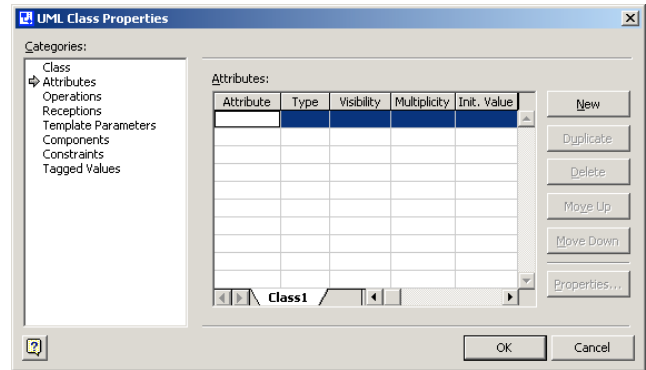 UML Class Properties
Categories:
Class
Attributes
Operations
Receptions
Template Parameters
Components
Constraints
Tagged Values
Attributes:
Attribute Type Visibility Multiplicity Init. Value
Class1
New
Duplicate
Delete
Move Up
Move Down
Properties...
OK Cancel